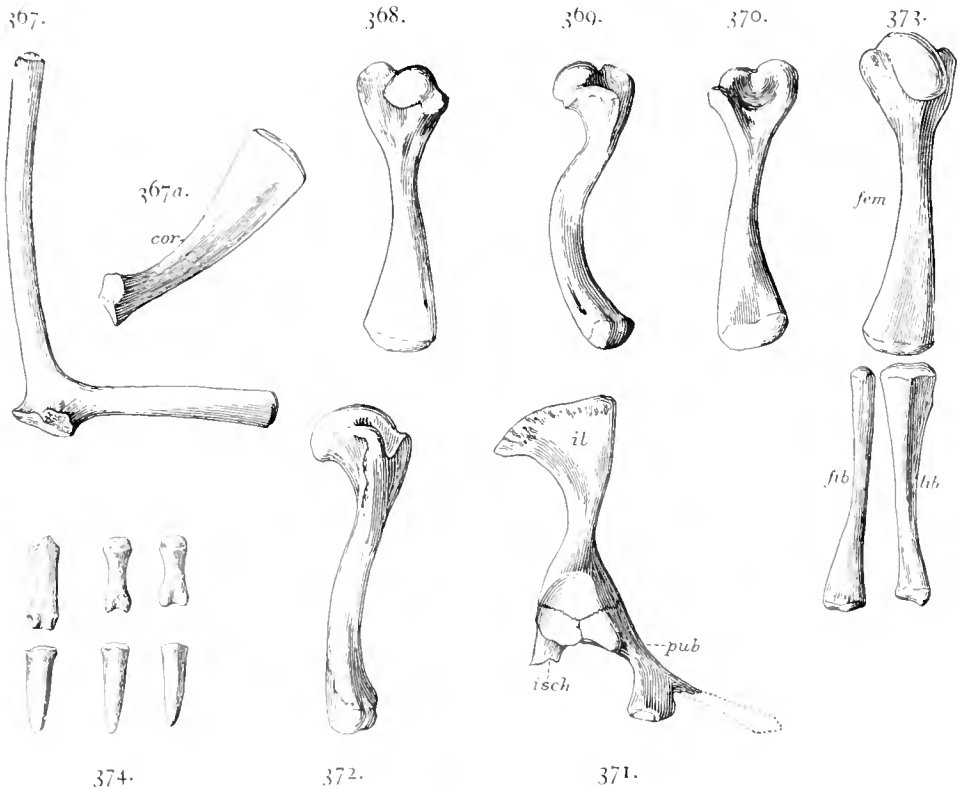 367.
368.
369.
370.
373.
367a.
cor.
fem
il
fib
tib
pub
isch
374.
372.
371.